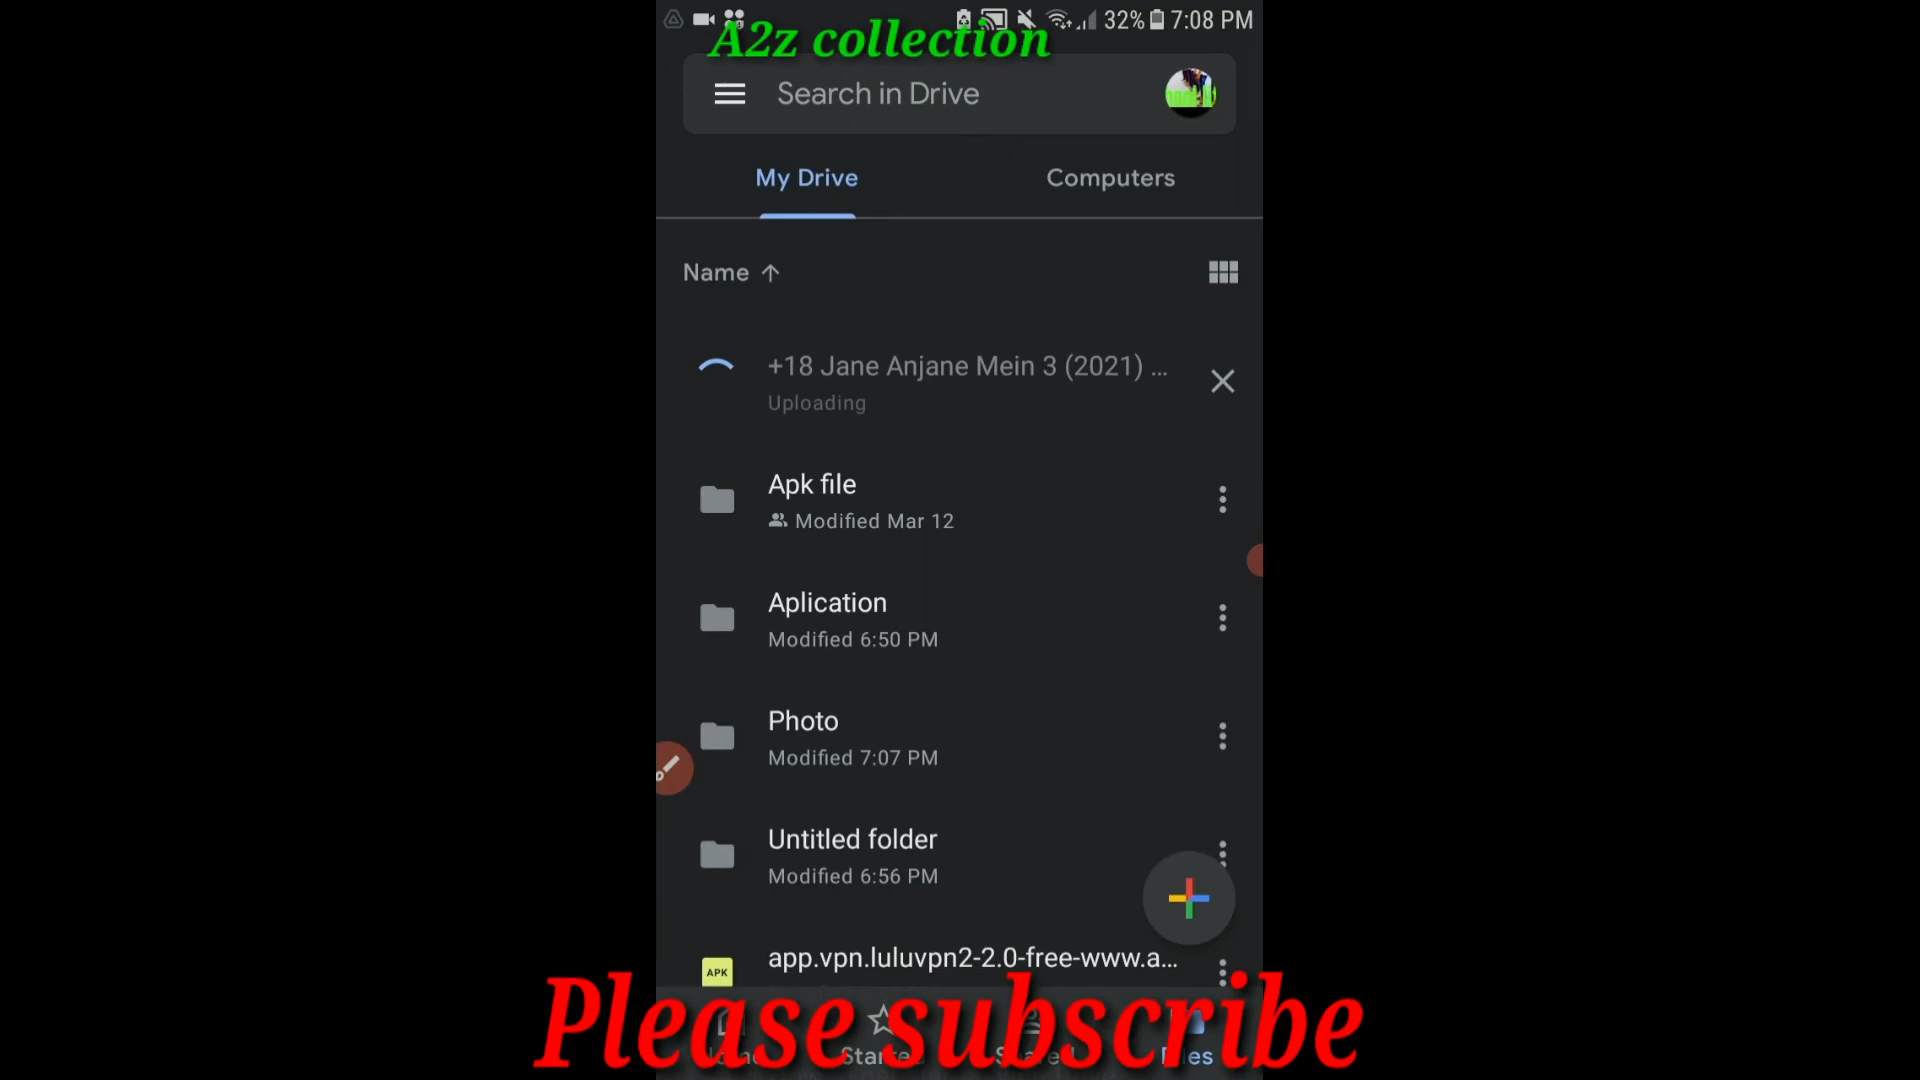 32% 7:08 PM
A2z collection
Search in Drive
My Drive
Computers
Name
+18 Jane Anjane Mein 3 (2021) ...
Uploading
Apk file
Modified Mar 12
Aplication
Modified 6:50 PM
Photo
Modified 7:07 PM
Untitled folder
Modified 6:56 PM
app.vpn.luluvpn2-2.0-free-www.a...
APK
Please subscribe